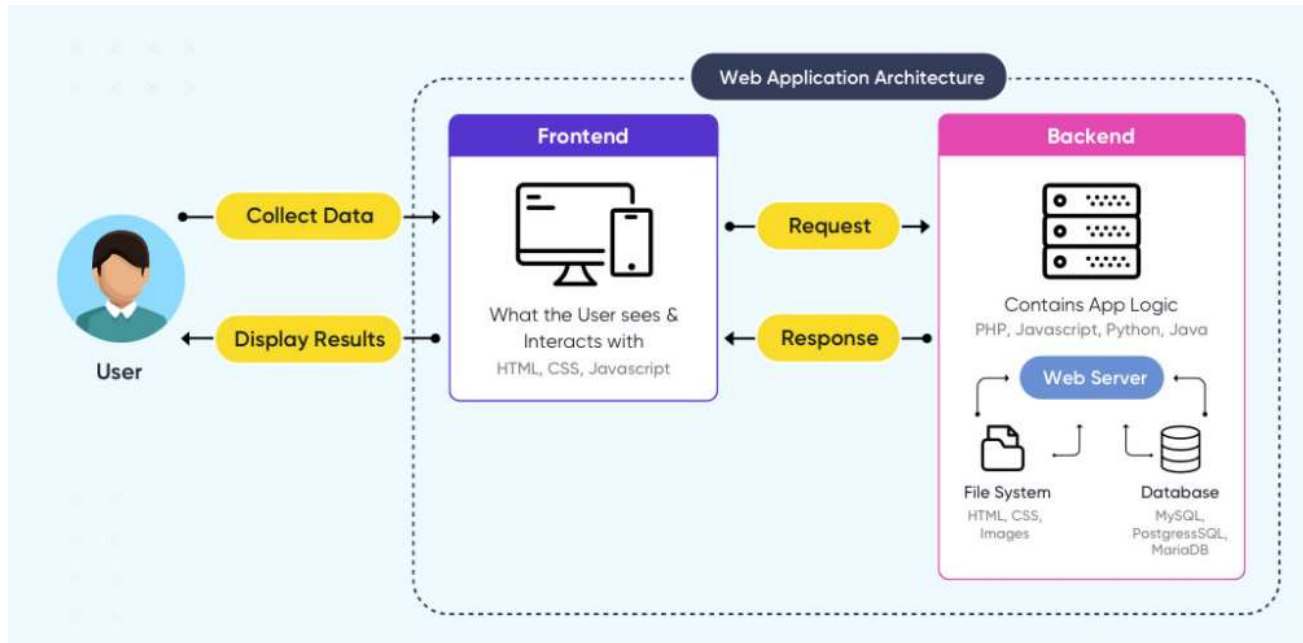 Web Application Architecture
Frontend
Backend
Collect Data
Request
What the User sees &
Interacts with
HTML, CSS, Javascript
Contains App Logic
PHP, Javascript, Python, Java
Display Results
Response
User
Web Server
File System
HTML, CSS,
Images
Database
MySQL,
PostgressSQL,
MariaDB